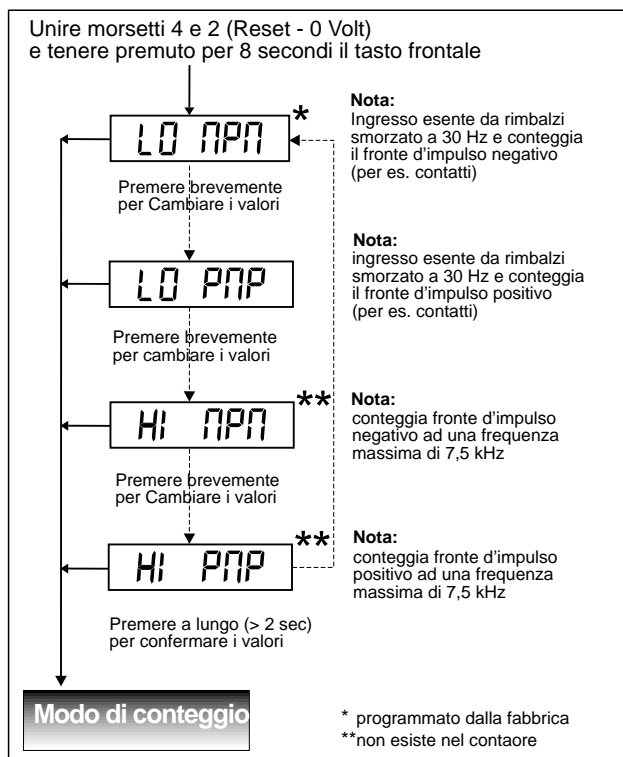 Unire morsetti 4 e 2 (Reset - 0 Volt)
e tenere premuto per 8 secondi il tasto frontale
LO NPN *
Nota:
Ingresso esente da rimbalzi
smorzato a 30 Hz e conteggia
il fronte d'impulso negativo
(per es. contatti)
Premere brevemente
per Cambiare i valori
LO PNP
Nota:
ingresso esente da rimbalzi
smorzato a 30 Hz e conteggia
il fronte d'impulso positivo
(per es. contatti)
Premere brevemente
per cambiare i valori
HI NPN **
Nota:
conteggia fronte d'impulso
negativo ad una frequenza
massima di 7,5 kHz
Premere brevemente
per Cambiare i valori
HI PNP **
Nota:
conteggia fronte d'impulso
positivo ad una frequenza
massima di 7,5 kHz
Premere a lungo (> 2 sec)
per confermare i valori
Modo di conteggio
* programmato dalla fabbrica
**non esiste nel contaore